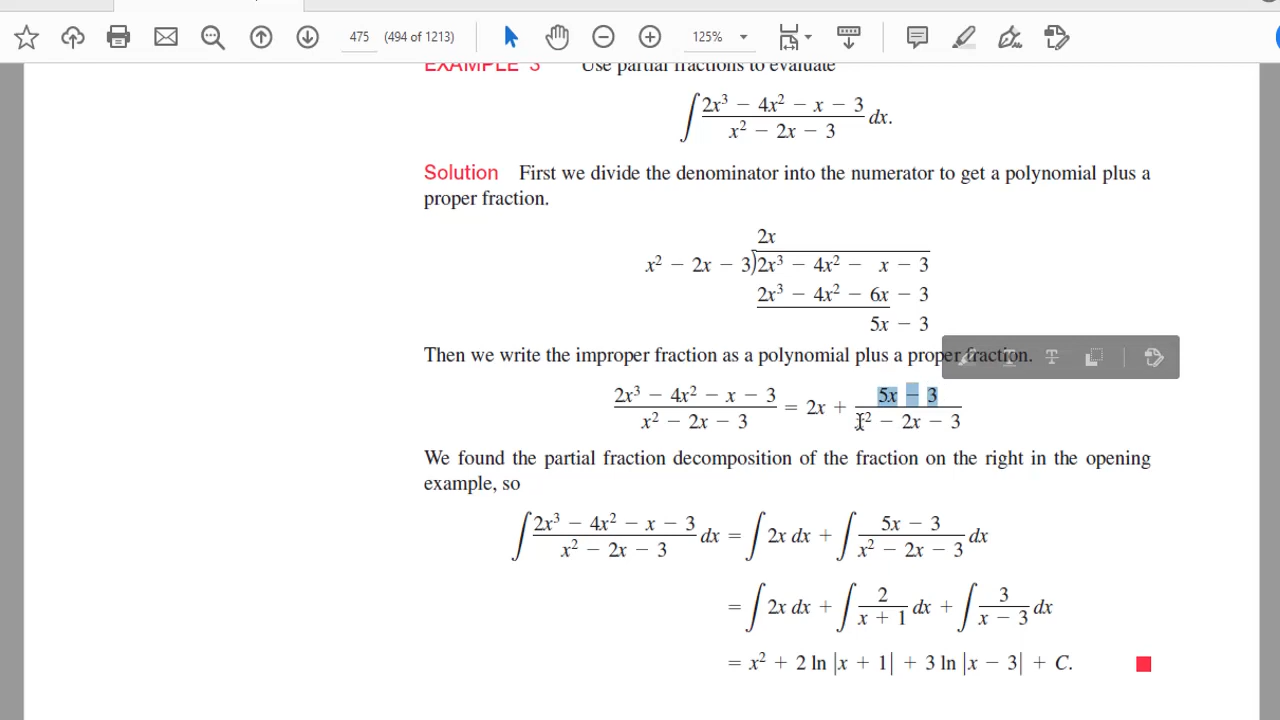 475 (494 of 1213) 125%
EXAMPLE 3 Use partial fractions to evaluate
∫ (2x³ − 4x² − x − 3)/(x² − 2x − 3) dx.
Solution First we divide the denominator into the numerator to get a polynomial plus a
proper fraction.
2x
x² − 2x − 3)2x³ − 4x² − x − 3
2x³ − 4x² − 6x − 3
5x − 3
Then we write the improper fraction as a polynomial plus a proper fraction.
(2x³ − 4x² − x − 3)/(x² − 2x − 3) = 2x + (5x − 3)/(x² − 2x − 3)
We found the partial fraction decomposition of the fraction on the right in the opening
example, so
∫ (2x³ − 4x² − x − 3)/(x² − 2x − 3) dx = ∫ 2x dx + ∫ (5x − 3)/(x² − 2x − 3) dx
= ∫ 2x dx + ∫ 2/(x + 1) dx + ∫ 3/(x − 3) dx
= x² + 2 ln |x + 1| + 3 ln |x − 3| + C.